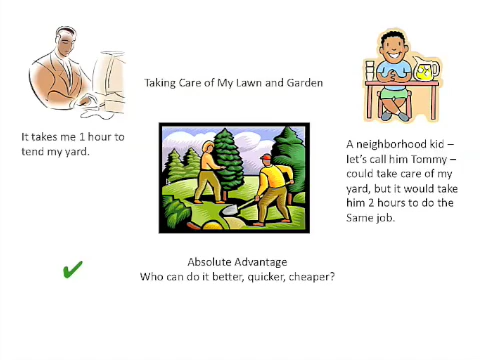 Taking Care of My Lawn and Garden
It takes me 1 hour to
tend my yard.
A neighborhood kid –
let's call him Tommy –
could take care of my
yard, but it would take
him 2 hours to do the
Same job.
Absolute Advantage
Who can do it better, quicker, cheaper?